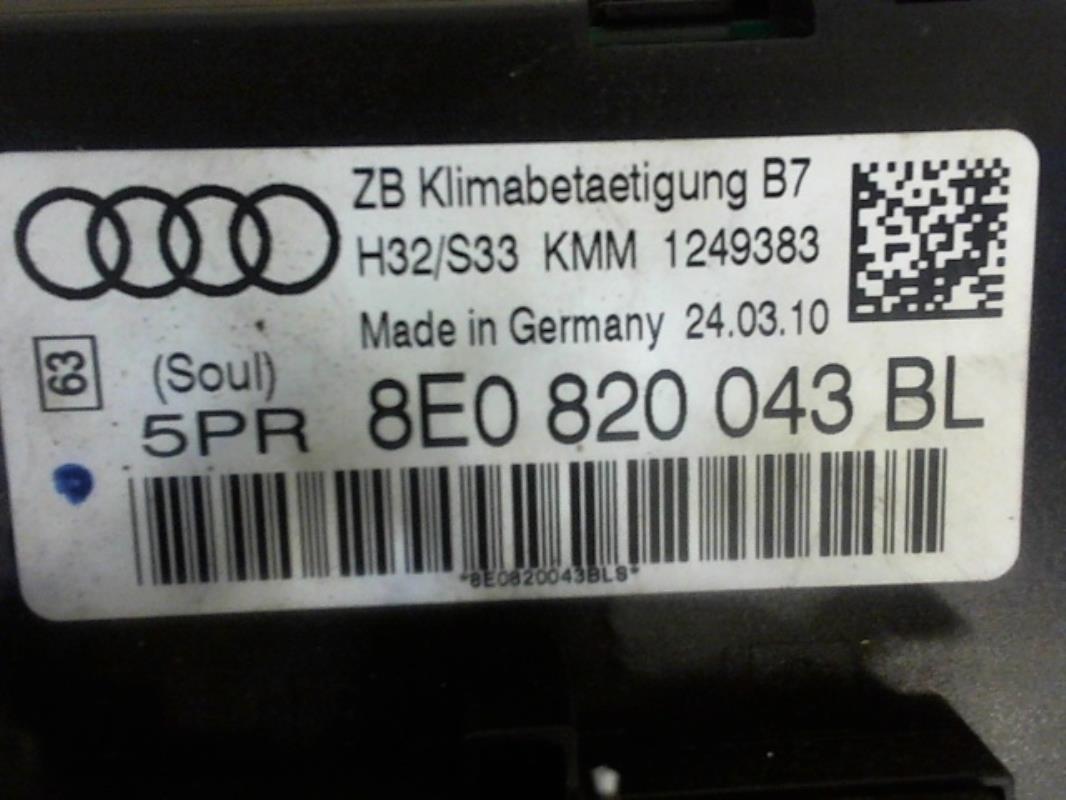 ZB Klimabetaetigung B7
H32/S33 KMM 1249383
Made in Germany 24.03.10
63
(Soul)
5PR 8E0 820 043 BL
*8E0820043BLS*